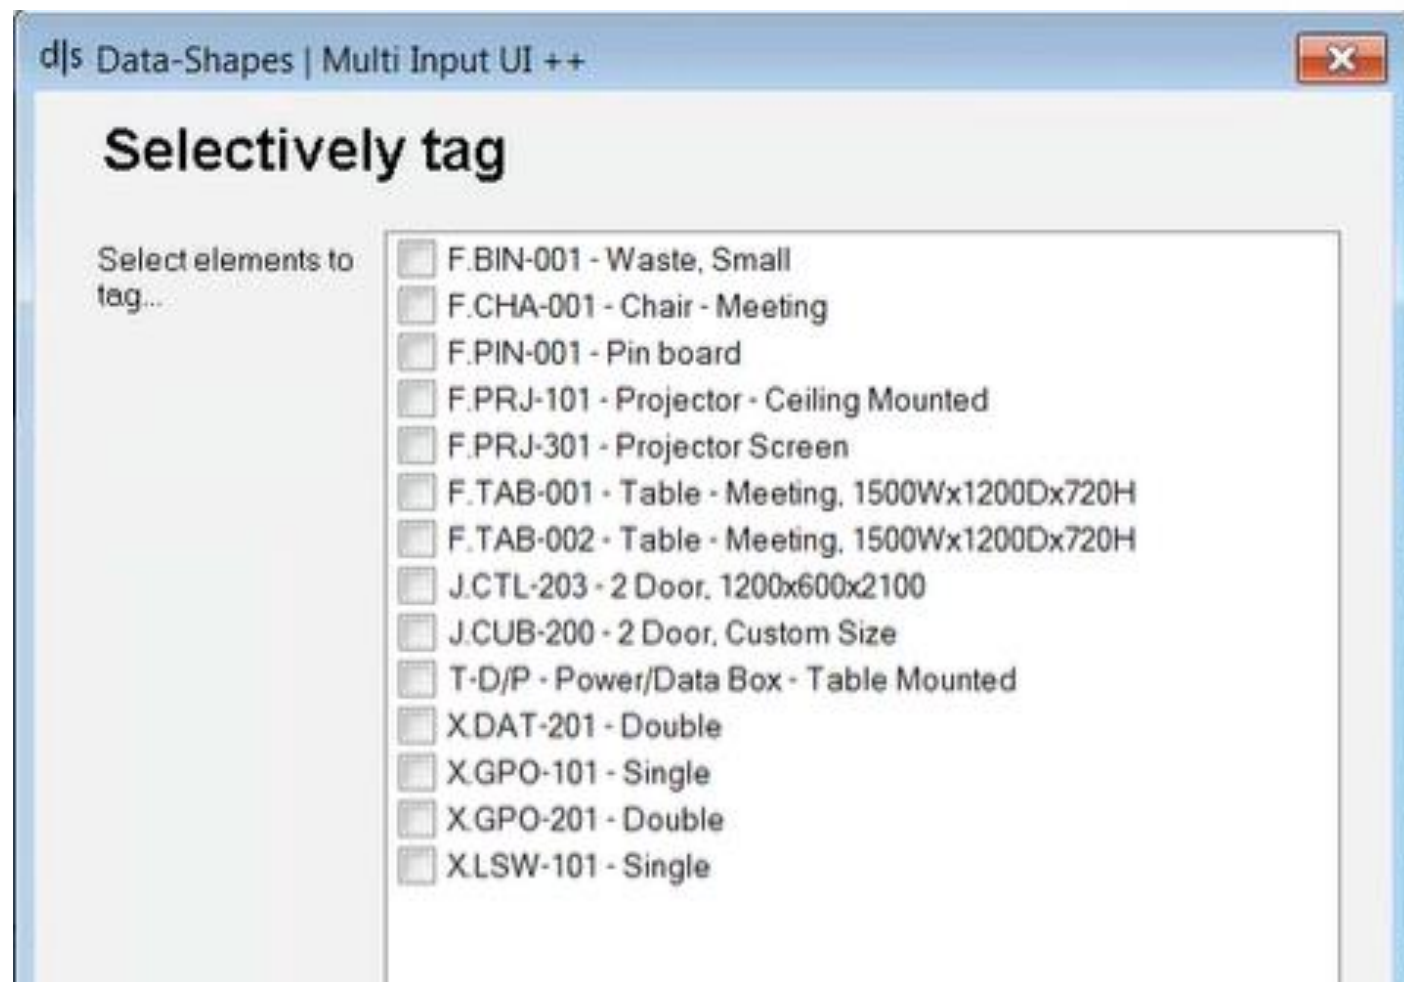 d|s Data-Shapes | Multi Input UI ++
Selectively tag
Select elements to
tag...
F.BIN-001 - Waste, Small
F.CHA-001 - Chair - Meeting
F.PIN-001 - Pin board
F.PRJ-101 - Projector - Ceiling Mounted
F.PRJ-301 - Projector Screen
F.TAB-001 - Table - Meeting, 1500Wx1200Dx720H
F.TAB-002 - Table - Meeting, 1500Wx1200Dx720H
J.CTL-203 - 2 Door, 1200x600x2100
J.CUB-200 - 2 Door, Custom Size
T-D/P - Power/Data Box - Table Mounted
X.DAT-201 - Double
X.GPO-101 - Single
X.GPO-201 - Double
X.LSW-101 - Single